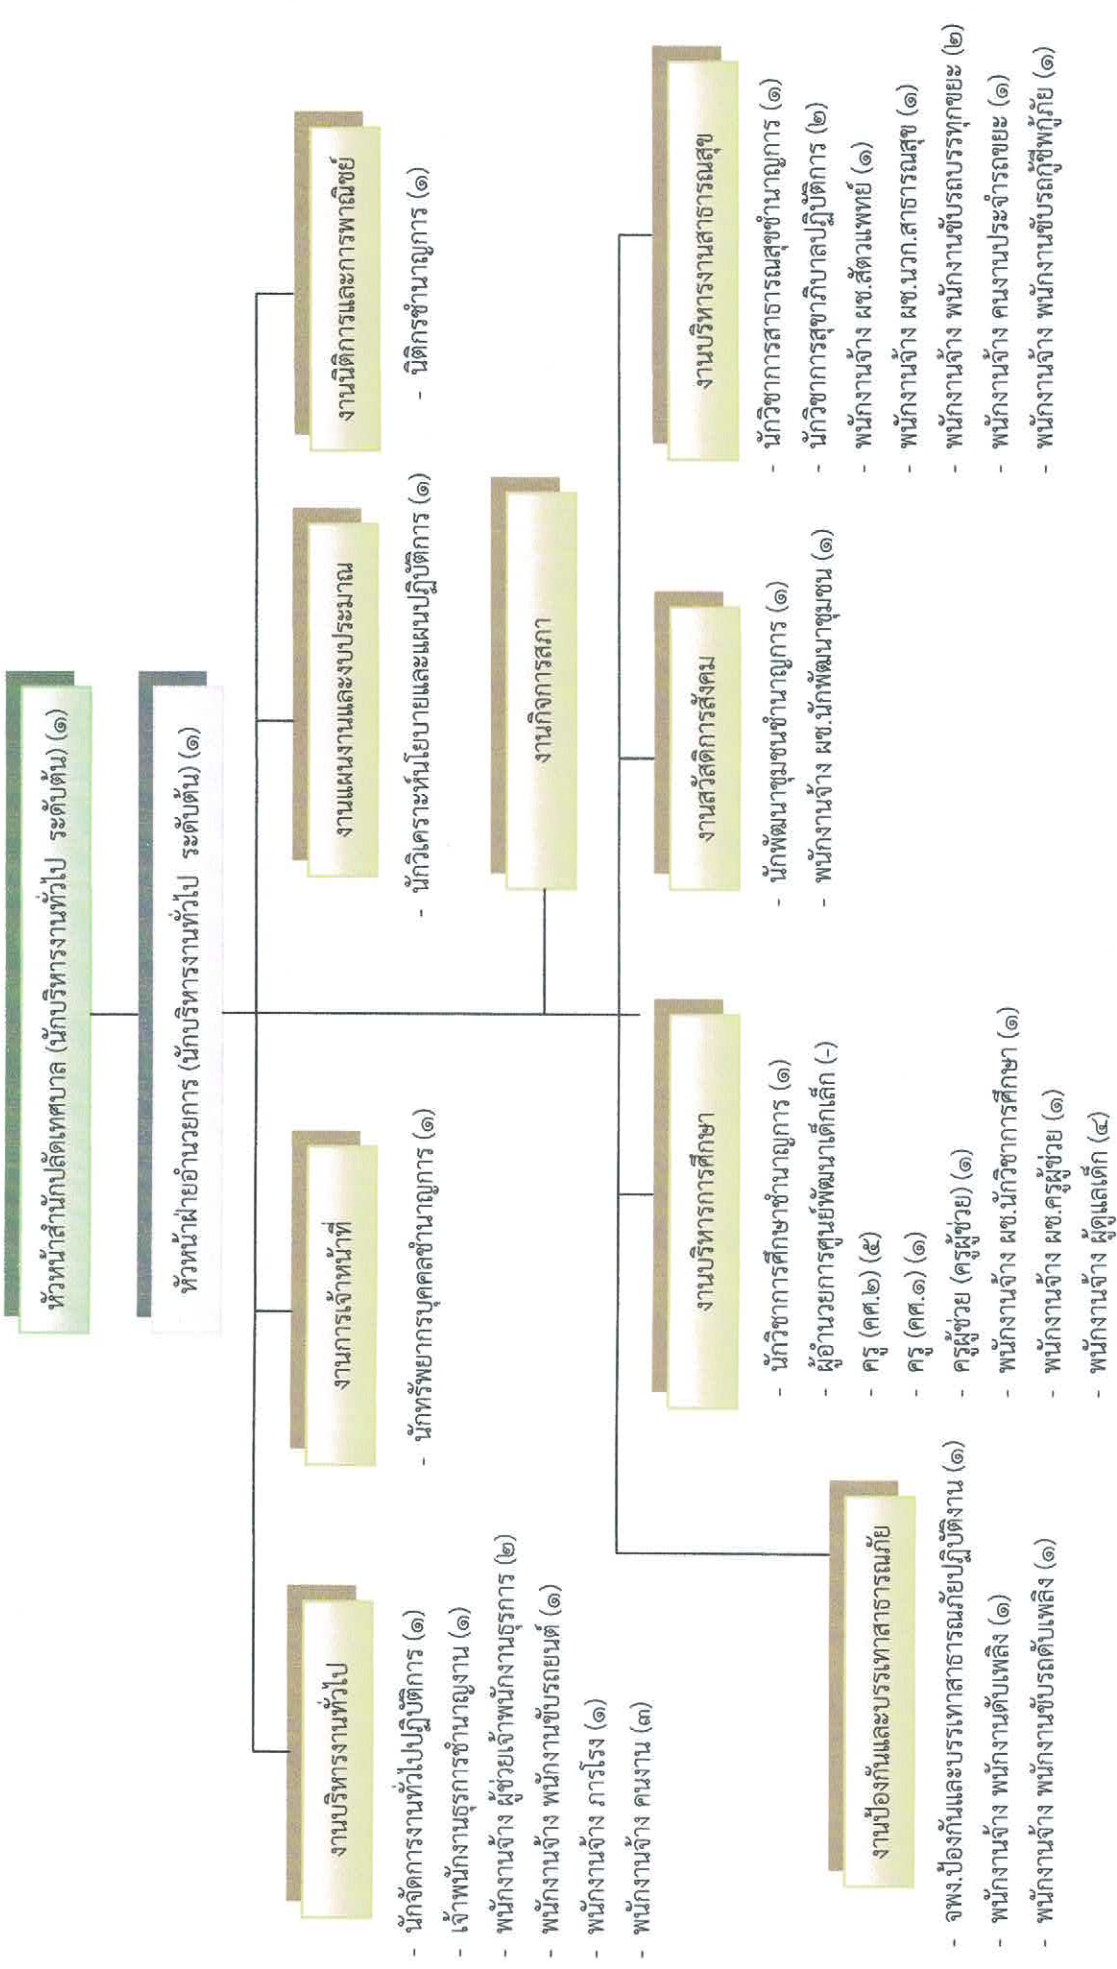 หัวหน้าสำนักปลัดเทศบาล (นักบริหารงานทั่วไป ระดับต้น) (๑)
หัวหน้าฝ่ายอำนวยการ (นักบริหารงานทั่วไป ระดับต้น) (๑)
งานบริหารงานทั่วไป
- นักจัดการงานทั่วไปปฏิบัติการ (๑)
- เจ้าพนักงานธุรการชำนาญงาน (๑)
- พนักงานจ้าง ผู้ช่วยเจ้าพนักงานธุรการ (๒)
- พนักงานจ้าง พนักงานขับรถยนต์ (๑)
- พนักงานจ้าง ภารโรง (๑)
- พนักงานจ้าง คนงาน (๓)
งานการเจ้าหน้าที่
- นักทรัพยากรบุคคลชำนาญการ (๑)
งานแผนงานและงบประมาณ
- นักวิเคราะห์นโยบายและแผนปฏิบัติการ (๑)
งานนิติการและการพาณิชย์
- นิติกรชำนาญการ (๑)
งานกิจการสภา
งานป้องกันและบรรเทาสาธารณภัย
- จพง.ป้องกันและบรรเทาสาธารณภัยปฏิบัติงาน (๑)
- พนักงานจ้าง พนักงานดับเพลิง (๑)
- พนักงานจ้าง พนักงานขับรถดับเพลิง (๑)
งานบริหารการศึกษา
- นักวิชาการศึกษาชำนาญการ (๑)
- ผู้อำนวยการศูนย์พัฒนาเด็กเล็ก (-)
- ครู (คศ.๒) (๕)
- ครู (คศ.๑) (๑)
- ครูผู้ช่วย (ครูผู้ช่วย) (๑)
- พนักงานจ้าง ผช.นักวิชาการศึกษา (๑)
- พนักงานจ้าง ผช.ครูผู้ช่วย (๑)
- พนักงานจ้าง ผู้ดูแลเด็ก (๔)
งานสวัสดิการสังคม
- นักพัฒนาชุมชนชำนาญการ (๑)
- พนักงานจ้าง ผช.นักพัฒนาชุมชน (๑)
งานบริหารงานสาธารณสุข
- นักวิชาการสาธารณสุขชำนาญการ (๑)
- นักวิชาการสุขาภิบาลปฏิบัติการ (๒)
- พนักงานจ้าง ผช.สัตวแพทย์ (๑)
- พนักงานจ้าง ผช.นวก.สาธารณสุข (๑)
- พนักงานจ้าง พนักงานขับรถบรรทุกขยะ (๒)
- พนักงานจ้าง คนงานประจำรถขยะ (๑)
- พนักงานจ้าง พนักงานขับรถกู้ชีพกู้ภัย (๑)